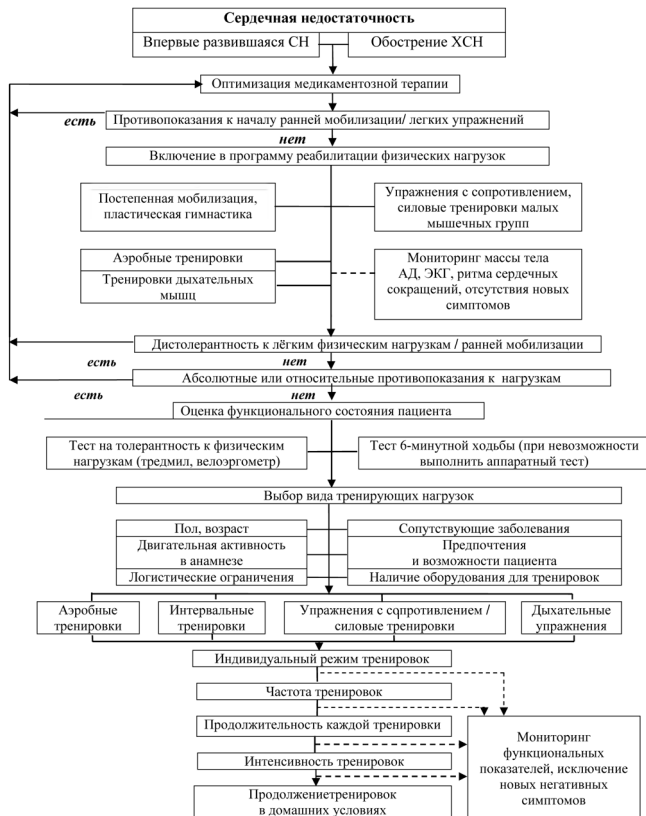 Сердечная недостаточность
Впервые развившаяся СН
Обострение ХСН
Оптимизация медикаментозной терапии
есть
Противопоказания к началу ранней мобилизации/ легких упражнений
нет
Включение в программу реабилитации физических нагрузок
Постепенная мобилизация,
пластическая гимнастика
Упражнения с сопротивлением,
силовые тренировки малых
мышечных групп
Аэробные тренировки
Тренировки дыхательных
мышц
Мониторинг массы тела
АД, ЭКГ, ритма сердечных
сокращений, отсутствия новых
симптомов
Дистолерантность к лёгким физическим нагрузкам / ранней мобилизации
есть
нет
Абсолютные или относительные противопоказания к нагрузкам
есть
нет
Оценка функционального состояния пациента
Тест на толерантность к физическим
нагрузкам (тредмил, велоэргометр)
Тест 6-минутной ходьбы (при невозможности
выполнить аппаратный тест)
Выбор вида тренирующих нагрузок
Пол, возраст
Сопутствующие заболевания
Двигательная активность
в анамнезе
Предпочтения
и возможности пациента
Логистические ограничения
Наличие оборудования для тренировок
Аэробные
тренировки
Интервальные
тренировки
Упражнения с сопротивлением /
силовые тренировки
Дыхательные
упражнения
Индивидуальный режим тренировок
Частота тренировок
Продолжительность каждой тренировки
Интенсивность тренировок
Продолжениетренировок
в домашних условиях
Мониторинг
функциональных
показателей, исключение
новых негативных
симптомов